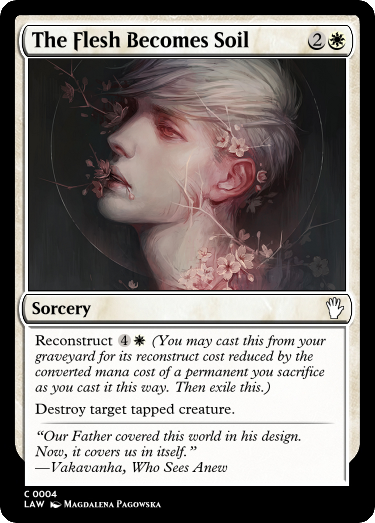 The Flesh Becomes Soil 2
Sorcery
Reconstruct 4 (You may cast this from your
graveyard for its reconstruct cost reduced by the
converted mana cost of a permanent you sacrifice
as you cast it this way. Then exile this.)
Destroy target tapped creature.
“Our Father covered this world in his design.
Now, it covers us in itself.”
—Vakavanha, Who Sees Anew
C 0004
LAW Magdalena Pagowska